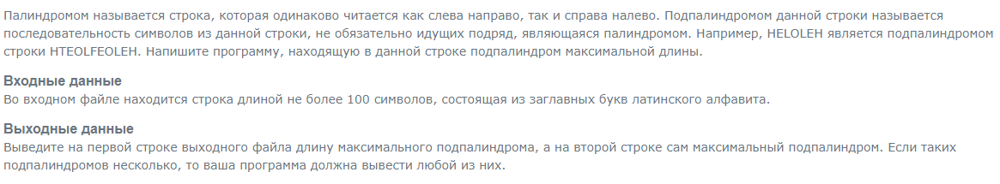 Палиндромом называется строка, которая одинаково читается как слева направо, так и справа налево. Подпалиндромом данной строки называется
последовательность символов из данной строки, не обязательно идущих подряд, являющаяся палиндромом. Например, HELOLEH является подпалиндромом
строки HTEOLFEOLEH. Напишите программу, находящую в данной строке подпалиндром максимальной длины.
Входные данные
Во входном файле находится строка длиной не более 100 символов, состоящая из заглавных букв латинского алфавита.
Выходные данные
Выведите на первой строке выходного файла длину максимального подпалиндрома, а на второй строке сам максимальный подпалиндром. Если таких
подпалиндромов несколько, то ваша программа должна вывести любой из них.